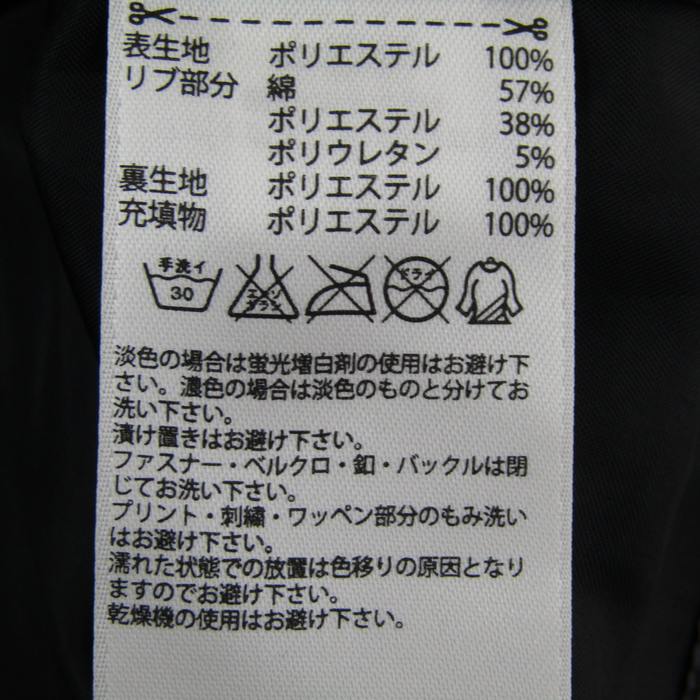 表生地 ポリエステル 100%
リブ部分 綿 57%
ポリエステル 38%
ポリウレタン 5%
裏生地 ポリエステル 100%
充填物 ポリエステル 100%
手洗イ 30 エンソ サラシ ドライ
淡色の場合は蛍光増白剤の使用はお避け下
さい。濃色の場合は淡色のものと分けてお
洗い下さい。
漬け置きはお避け下さい。
ファスナー・ベルクロ・釦・バックルは閉
じてお洗い下さい。
プリント・刺繍・ワッペン部分のもみ洗い
はお避け下さい。
濡れた状態での放置は色移りの原因となり
ますのでお避け下さい。
乾燥機の使用はお避け下さい。